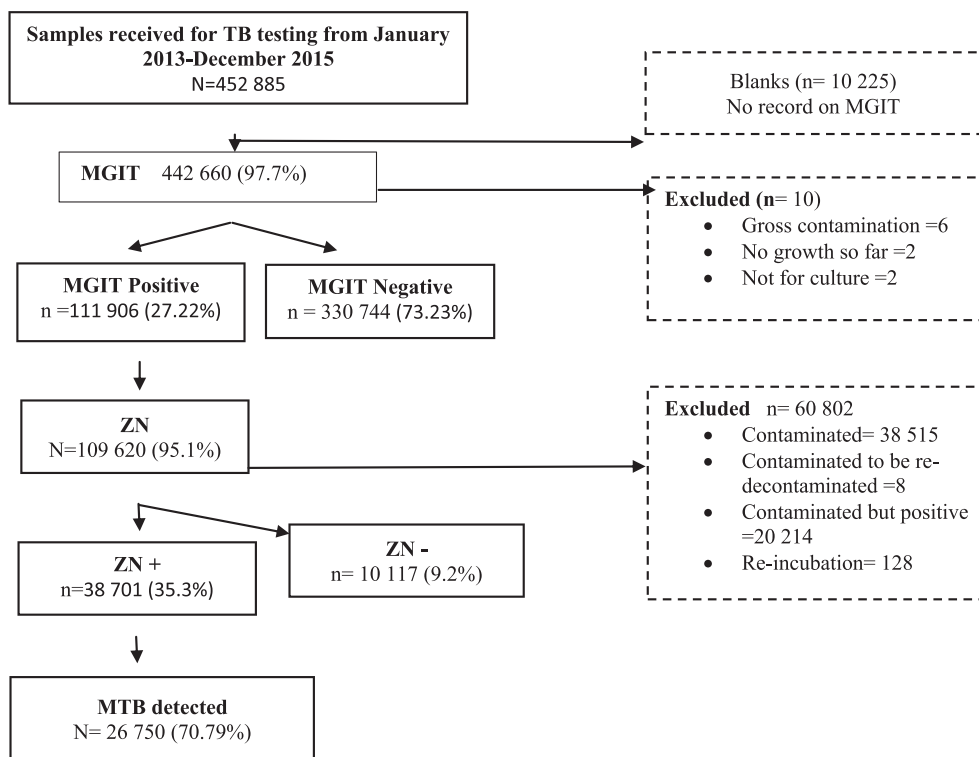 Samples received for TB testing from January
2013-December 2015
N=452 885
Blanks (n= 10 225)
No record on MGIT
MGIT 442 660 (97.7%)
Excluded (n= 10)
• Gross contamination =6
• No growth so far =2
• Not for culture =2
MGIT Positive
n =111 906 (27.22%)
MGIT Negative
n = 330 744 (73.23%)
ZN
N=109 620 (95.1%)
Excluded n= 60 802
• Contaminated= 38 515
• Contaminated to be re-
decontaminated =8
• Contaminated but positive
=20 214
• Re-incubation= 128
ZN +
n=38 701 (35.3%)
ZN -
n= 10 117 (9.2%)
MTB detected
N= 26 750 (70.79%)